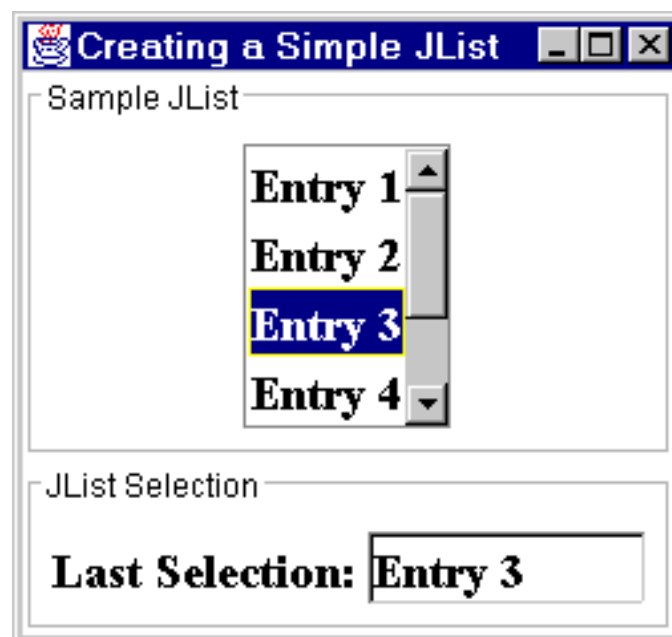 Creating a Simple JList
Sample JList
Entry 1
Entry 2
Entry 3
Entry 4
JList Selection
Last Selection: Entry 3